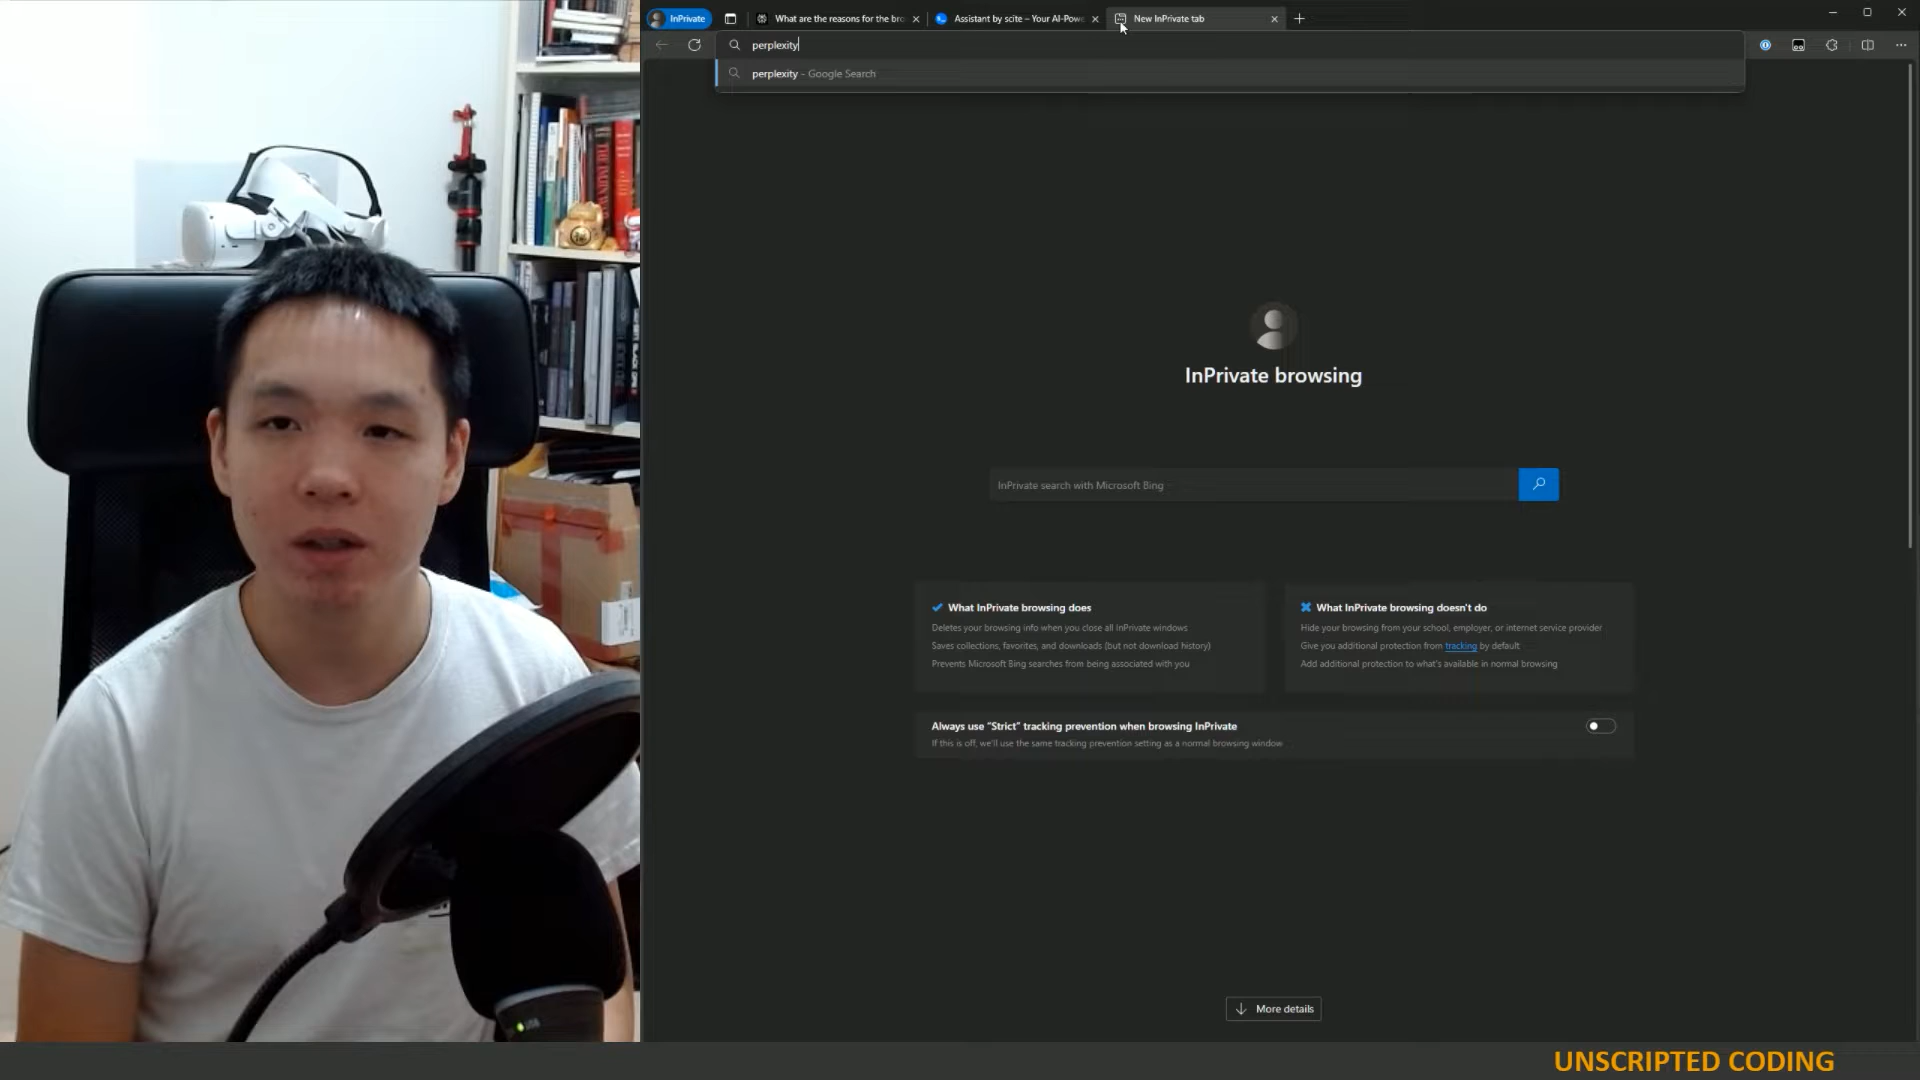 InPrivate
What are the reasons for the bro
Assistant by scite – Your AI-Powe
New InPrivate tab
perplexity
perplexity - Google Search
InPrivate browsing
InPrivate search with Microsoft Bing
What InPrivate browsing does
Deletes your browsing info when you close all InPrivate windows
Saves collections, favorites, and downloads (but not download history)
Prevents Microsoft Bing searches from being associated with you
What InPrivate browsing doesn't do
Hide your browsing from your school, employer, or internet service provider
Give you additional protection from tracking by default
Add additional protection to what's available in normal browsing
Always use "Strict" tracking prevention when browsing InPrivate
If this is off, we'll use the same tracking prevention setting as a normal browsing window
More details
UNSCRIPTED CODING